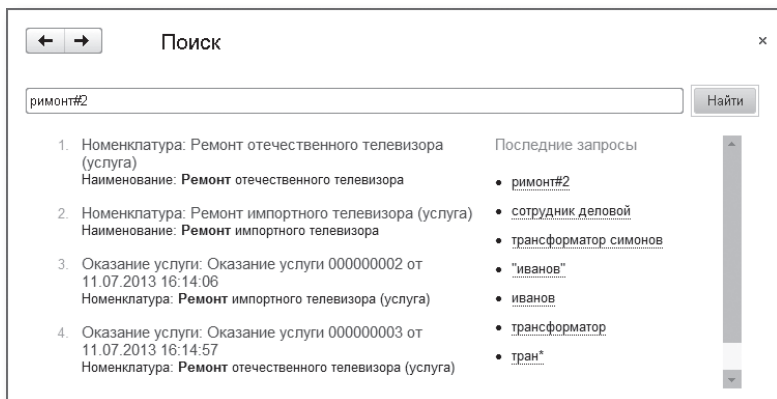 Поиск
римонт#2
Найти
1. Номенклатура: Ремонт отечественного телевизора
(услуга)
Наименование: Ремонт отечественного телевизора
2. Номенклатура: Ремонт импортного телевизора (услуга)
Наименование: Ремонт импортного телевизора
3. Оказание услуги: Оказание услуги 000000002 от
11.07.2013 16:14:06
Номенклатура: Ремонт импортного телевизора (услуга)
4. Оказание услуги: Оказание услуги 000000003 от
11.07.2013 16:14:57
Номенклатура: Ремонт отечественного телевизора (услуга)
Последние запросы
• римонт#2
• сотрудник деловой
• трансформатор симонов
• "иванов"
• иванов
• трансформатор
• тран*